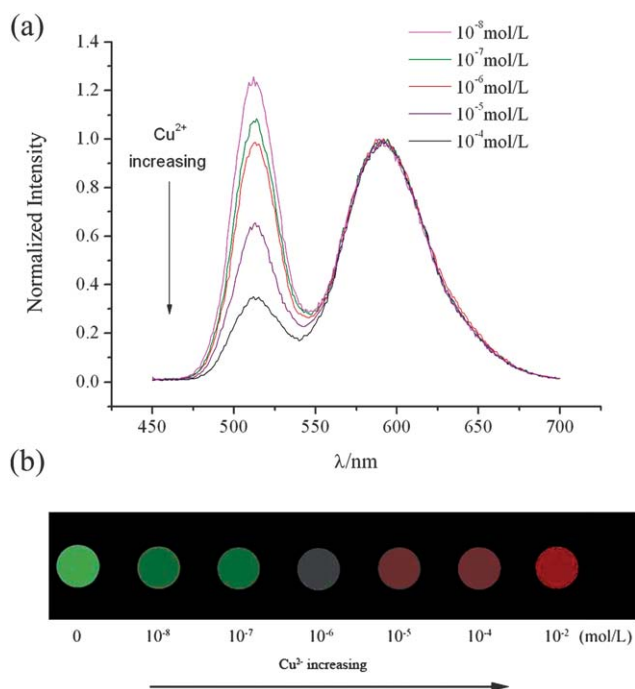 (a)
1.4
1.2
1.0
0.8
0.6
0.4
0.2
0.0
Normalized Intensity
Cu²⁺
increasing
10⁻⁸mol/L
10⁻⁷mol/L
10⁻⁶mol/L
10⁻⁵mol/L
10⁻⁴mol/L
450 500 550 600 650 700
λ/nm
(b)
0 10⁻⁸ 10⁻⁷ 10⁻⁶ 10⁻⁵ 10⁻⁴ 10⁻² (mol/L)
increasing